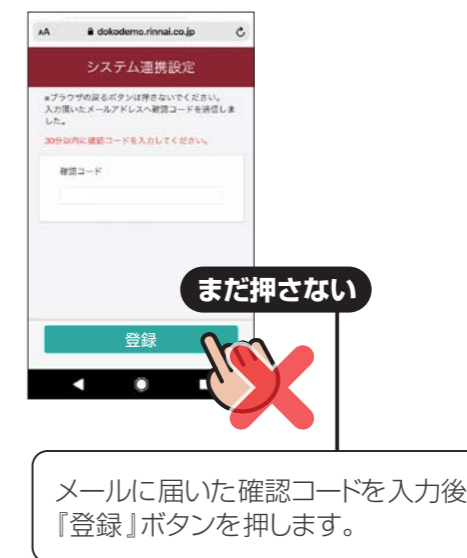 AA dokodemo.rinnai.co.jp
システム連携設定
※ブラウザの戻るボタンは押さないでください。
入力頂いたメールアドレスへ確認コードを送信しま
した。
30分以内に確認コードを入力してください。
確認コード
まだ押さない
登録
メールに届いた確認コードを入力後
『登録』ボタンを押します。